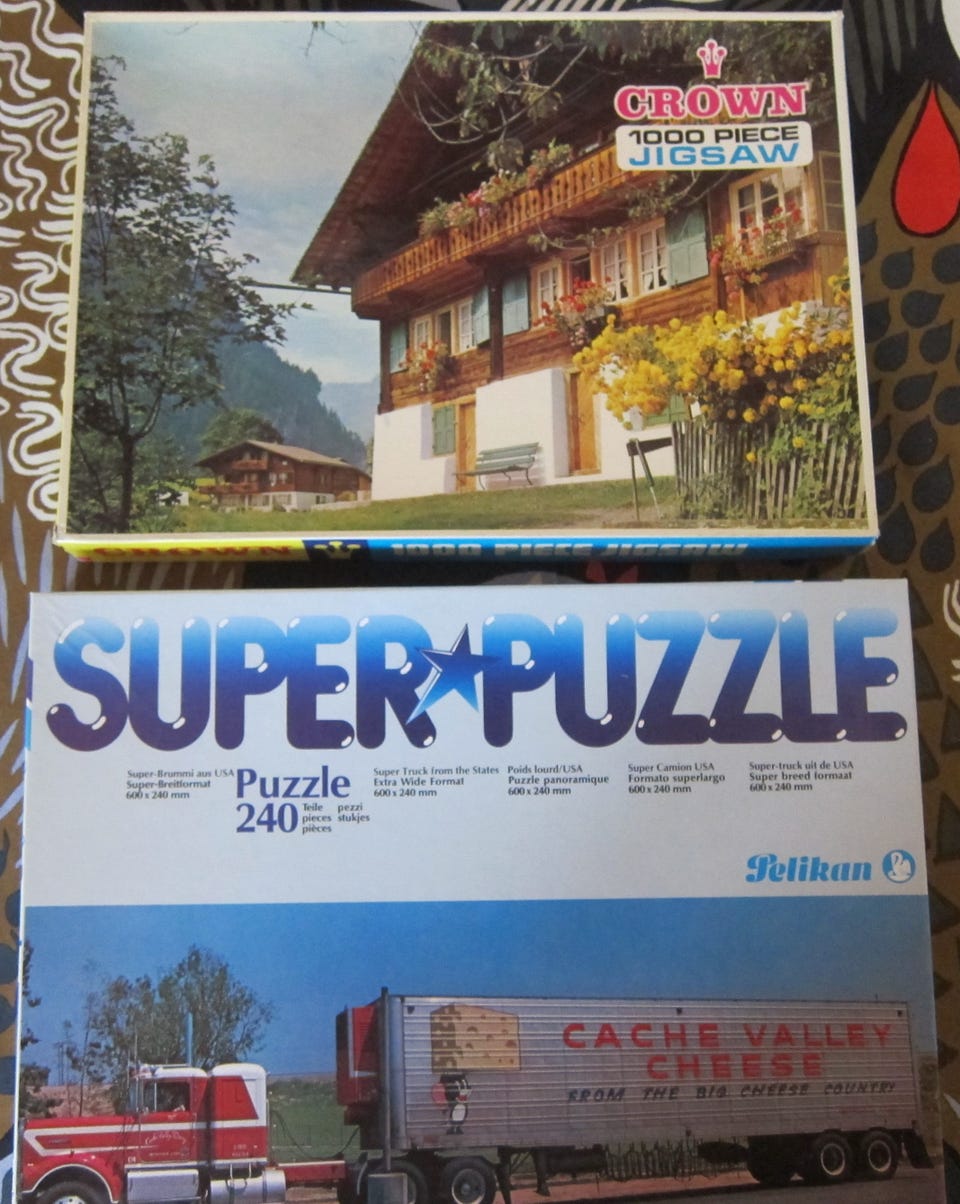 CROWN
1000 PIECE
JIGSAW
CROWN 1000 PIECE JIGSAW
SUPER PUZZLE
Super-Brummi aus USA
Super-Breitformat
600 x 240 mm
Puzzle
240 Teile pezzi
pieces stukjes
pièces
Super Truck from the States
Extra Wide Format
600 x 240 mm
Poids lourd/USA
Puzzle panoramique
600 x 240 mm
Super Camion USA
Formato superlargo
600 x 240 mm
Super-truck uit de USA
Super breed formaat
600 x 240 mm
Pelikan
CACHE VALLEY
CHEESE
FROM THE BIG CHEESE COUNTRY